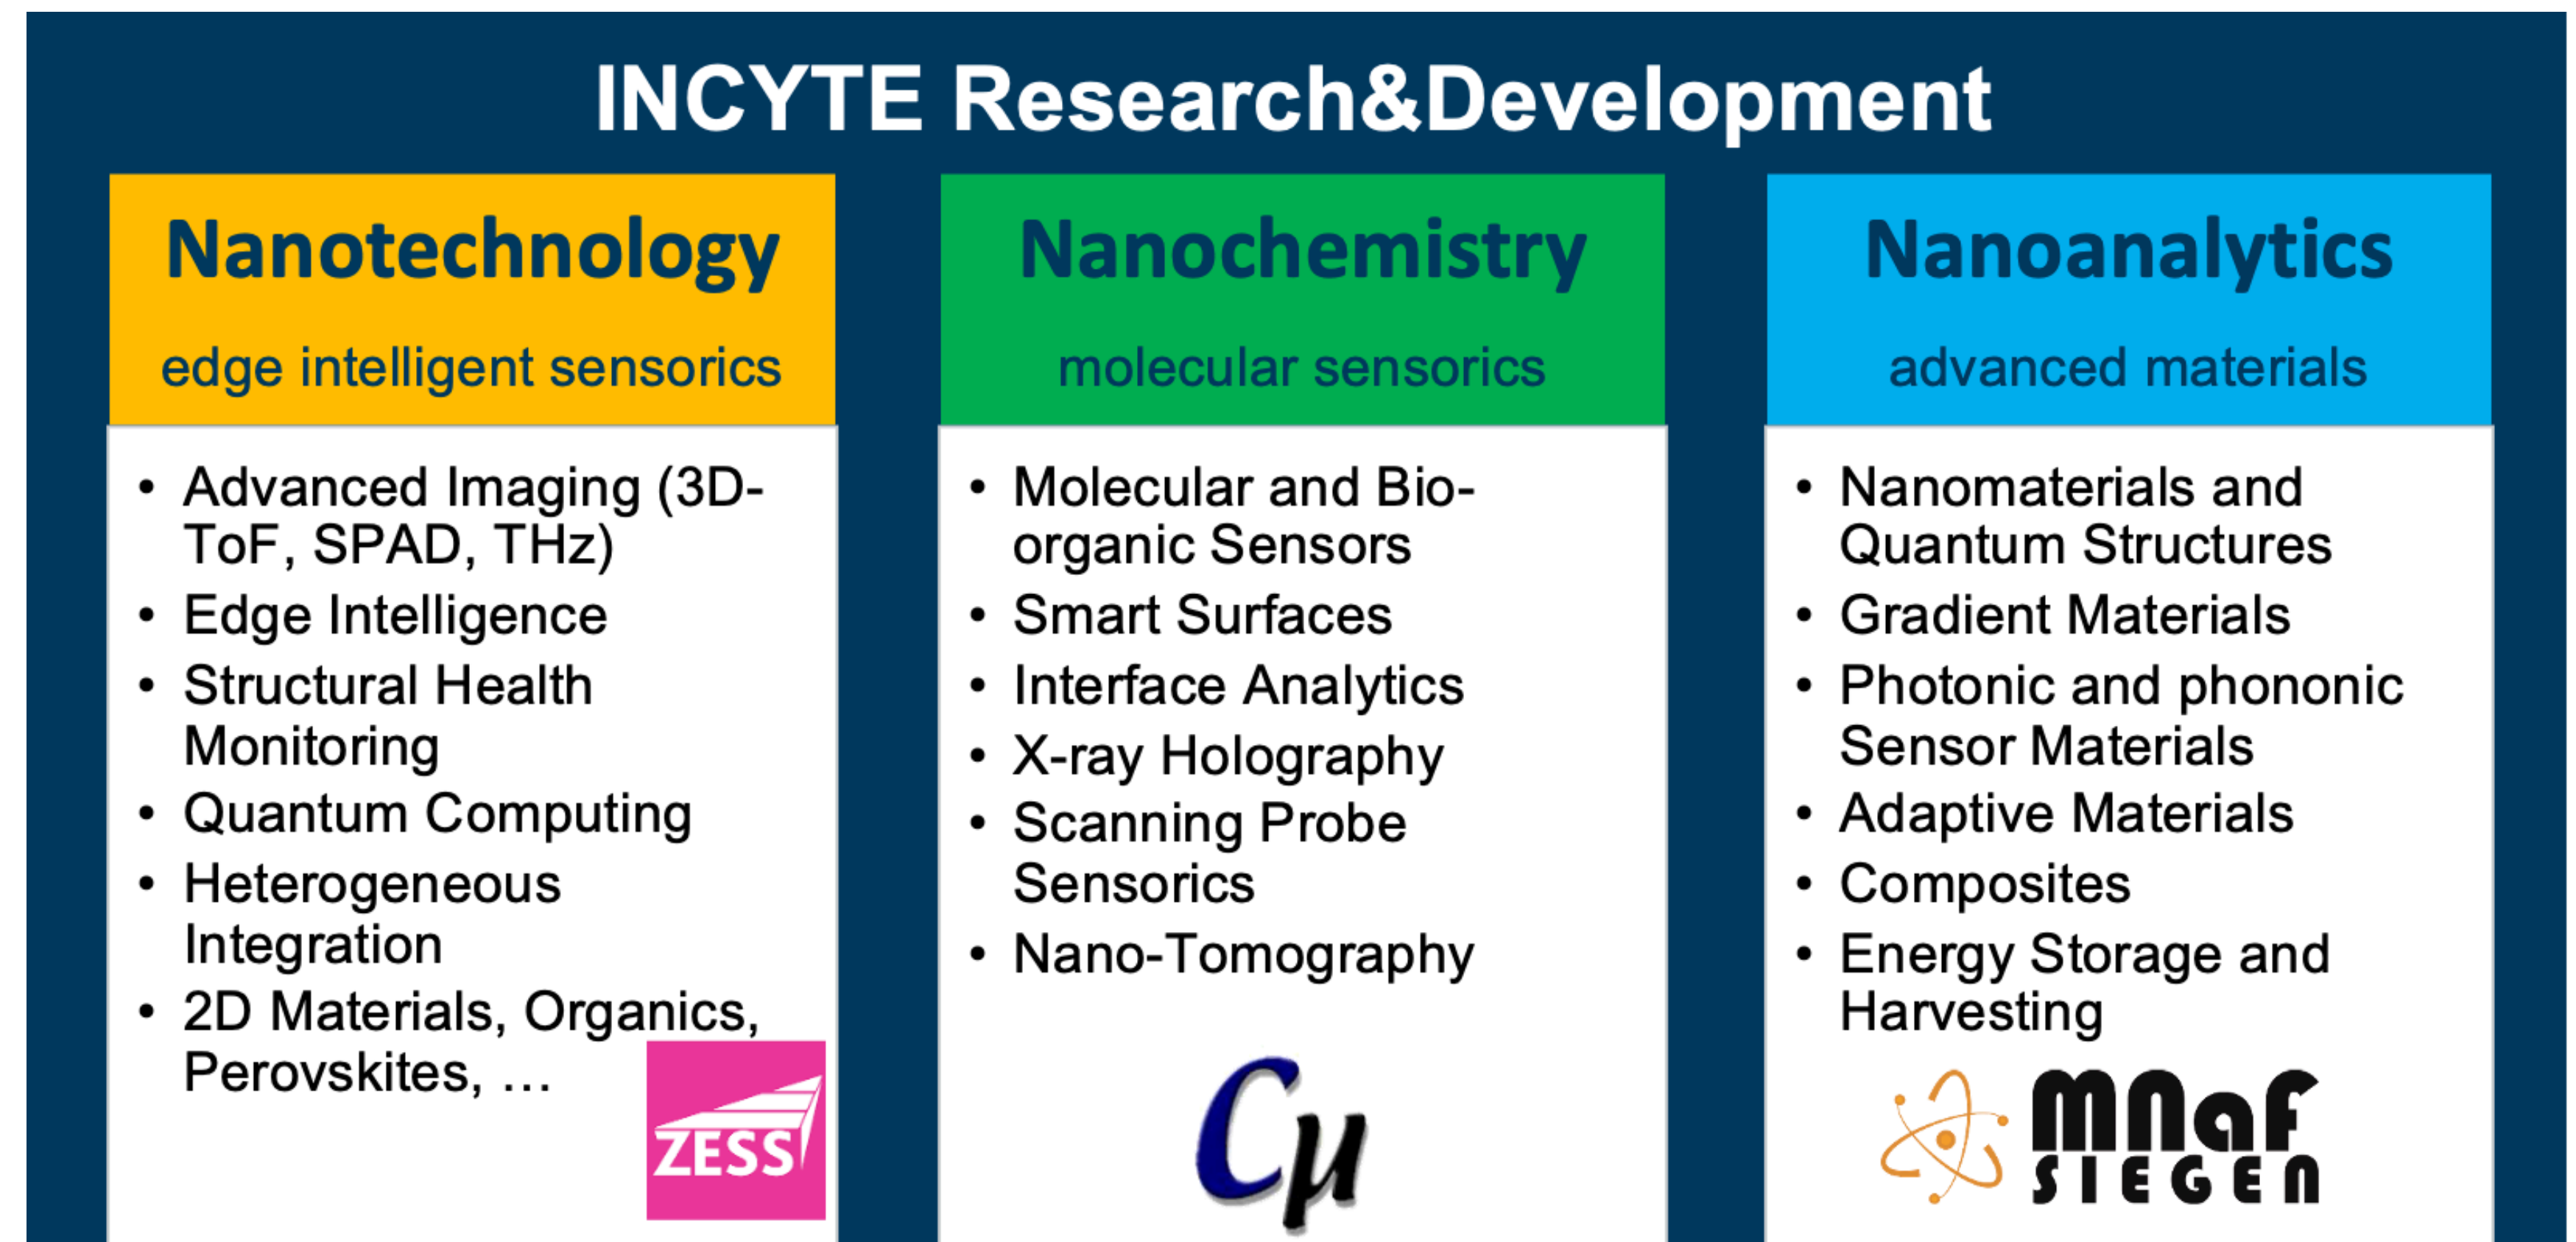 INCYTE Research&Development
Nanotechnology
edge intelligent sensorics
• Advanced Imaging (3D-
ToF, SPAD, THz)
• Edge Intelligence
• Structural Health
Monitoring
• Quantum Computing
• Heterogeneous
Integration
• 2D Materials, Organics,
Perovskites, …
ZESS
Nanochemistry
molecular sensorics
• Molecular and Bio-
organic Sensors
• Smart Surfaces
• Interface Analytics
• X-ray Holography
• Scanning Probe
Sensorics
• Nano-Tomography
Cμ
Nanoanalytics
advanced materials
• Nanomaterials and
Quantum Structures
• Gradient Materials
• Photonic and phononic
Sensor Materials
• Adaptive Materials
• Composites
• Energy Storage and
Harvesting
MNaF
SIEGEN